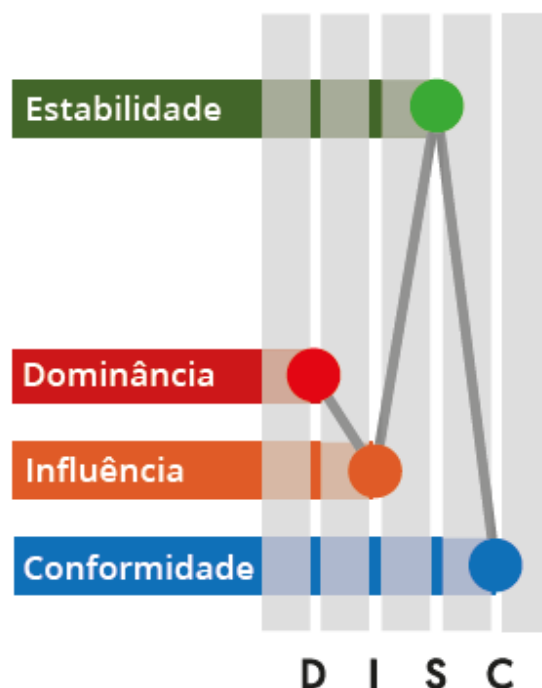 Estabilidade
Dominância
Influência
Conformidade
D I S C